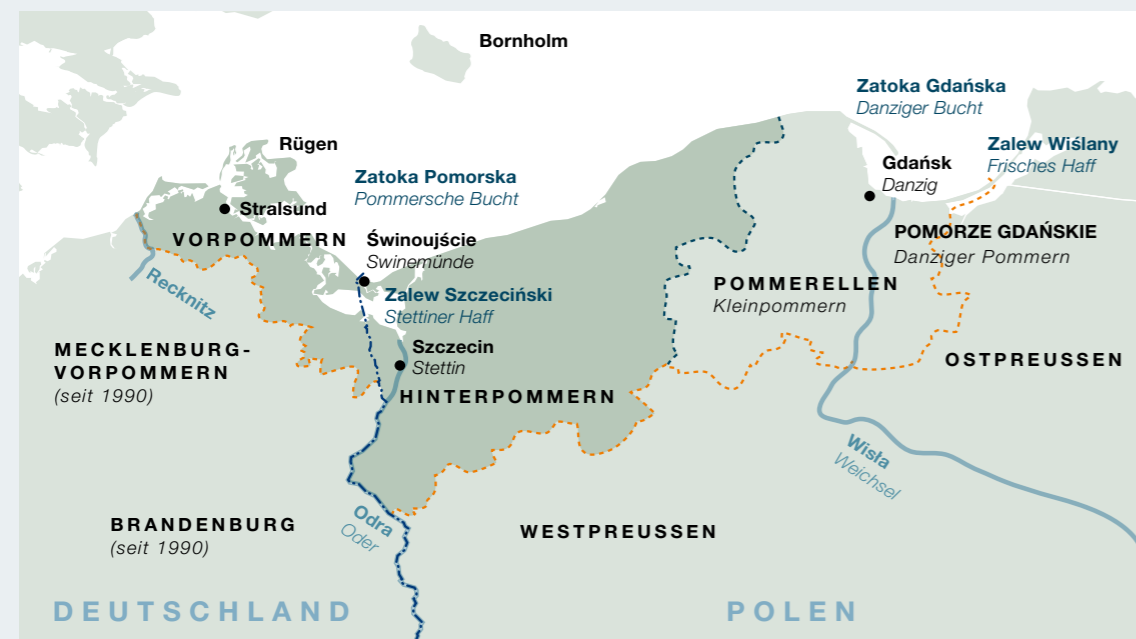 Bornholm
Zatoka Gdańska
Danziger Bucht
Rügen
Zalew Wiślany
Frisches Haff
Gdańsk
Danzig
Zatoka Pomorska
Pommersche Bucht
Stralsund
VORPOMMERN
Świnoujście
Swinemünde
POMORZE GDAŃSKIE
Danziger Pommern
Recknitz
POMMERELLEN
Kleinpommern
Zalew Szczeciński
Stettiner Haff
MECKLENBURG-
VORPOMMERN
(seit 1990)
Szczecin
Stettin
OSTPREUSSEN
HINTERPOMMERN
Wisła
Weichsel
BRANDENBURG
(seit 1990)
Odra
Oder
WESTPREUSSEN
DEUTSCHLAND
POLEN